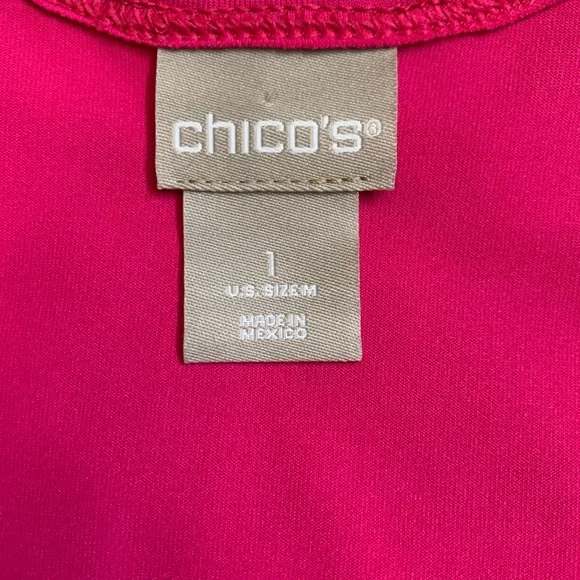 chico's®
1
U.S. SIZE M
MADE IN
MEXICO